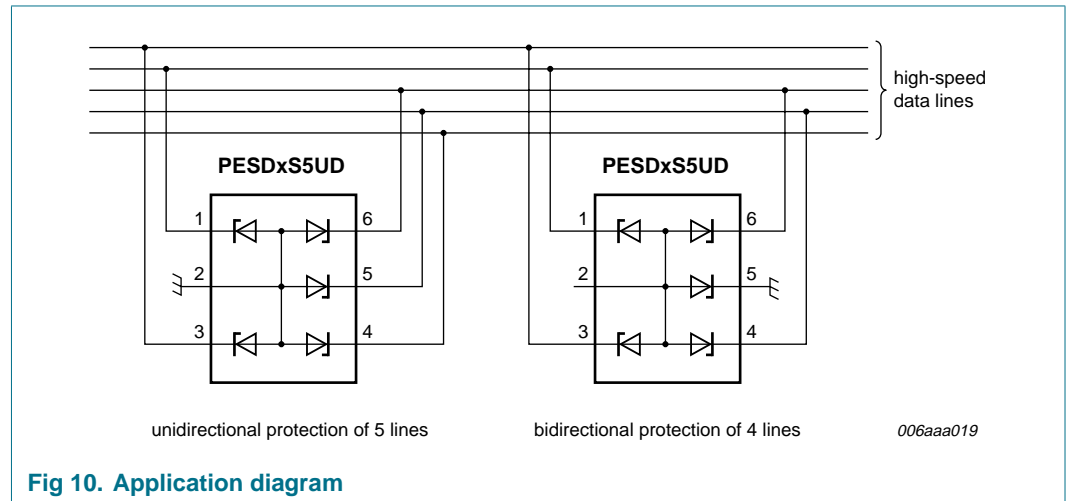 high-speed
data lines
PESDxS5UD
PESDxS5UD
1
6
2
5
3
4
1
6
2
5
3
4
unidirectional protection of 5 lines
bidirectional protection of 4 lines
006aaa019
Fig 10. Application diagram